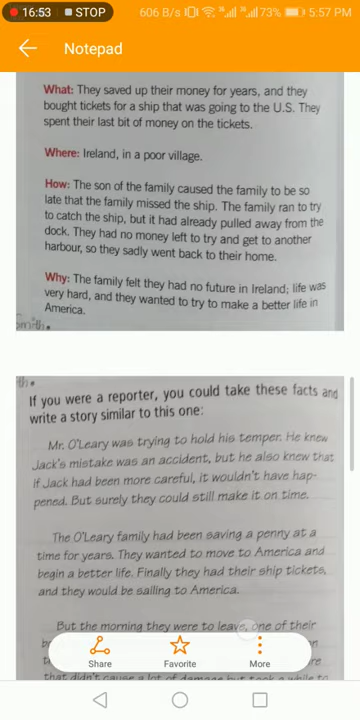 16:53 STOP 606 B/s 73% 5:57 PM
Notepad
What: They saved up their money for years, and they
bought tickets for a ship that was going to the U.S. They
spent their last bit of money on the tickets.
Where: Ireland, in a poor village.
How: The son of the family caused the family to be so
late that the family missed the ship. The family ran to try
to catch the ship, but it had already pulled away from the
dock. They had no money left to try and get to another
harbour, so they sadly went back to their home.
Why: The family felt they had no future in Ireland; life was
very hard, and they wanted to try to make a better life in
America.
If you were a reporter, you could take these facts and
write a story similar to this one:
Mr. O'Leary was trying to hold his temper. He knew
Jack's mistake was an accident, but he also knew that
if Jack had been more careful, it wouldn't have hap-
pened. But surely they could still make it on time.
The O'Leary family had been saving a penny at a
time for years. They wanted to move to America and
begin a better life. Finally they had their ship tickets,
and they would be sailing to America.
But the morning they were to leave, one of their
Share Favorite More
that didn't cause a lot of damage but took a while to